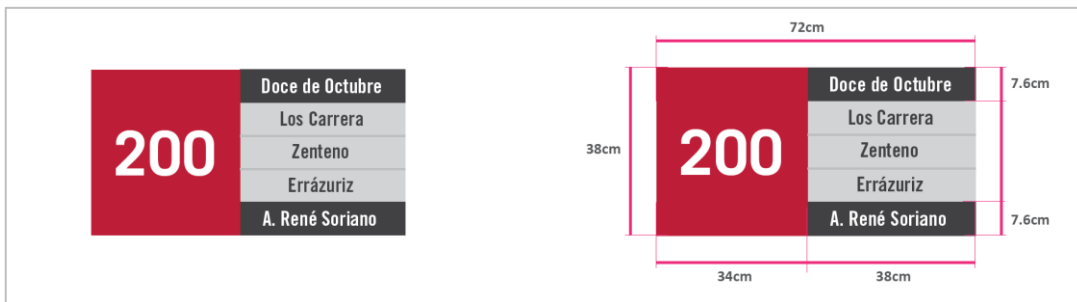 200
Doce de Octubre
Los Carrera
Zenteno
Errázuriz
A. René Soriano
72cm
38cm
200
Doce de Octubre
Los Carrera
Zenteno
Errázuriz
A. René Soriano
7.6cm
7.6cm
34cm
38cm